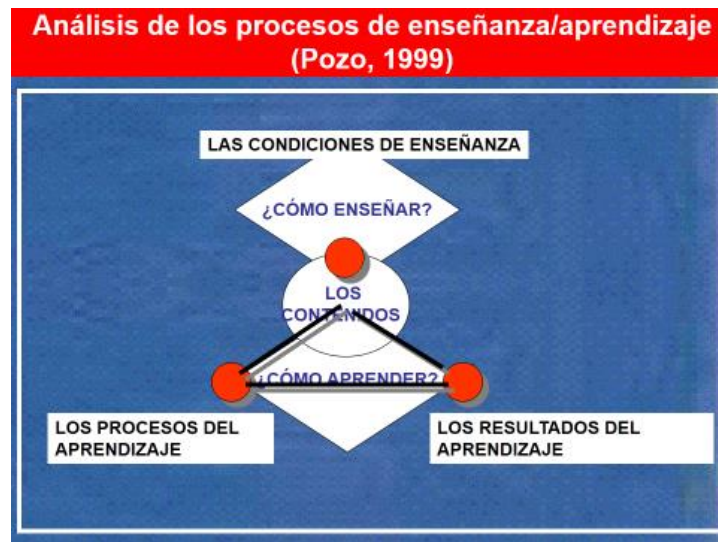 Análisis de los procesos de enseñanza/aprendizaje
(Pozo, 1999)
LAS CONDICIONES DE ENSEÑANZA
¿CÓMO ENSEÑAR?
LOS
CONTENIDOS
¿CÓMO APRENDER?
LOS PROCESOS DEL
APRENDIZAJE
LOS RESULTADOS DEL
APRENDIZAJE